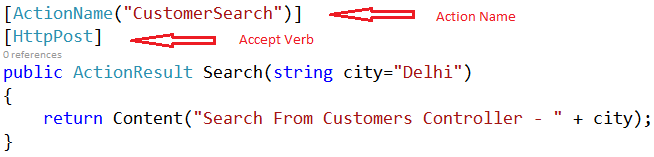 [ActionName("CustomerSearch")] Action Name
[HttpPost] Accept Verb
0 references
public ActionResult Search(string city="Delhi")
{
return Content("Search From Customers Controller - " + city);
}